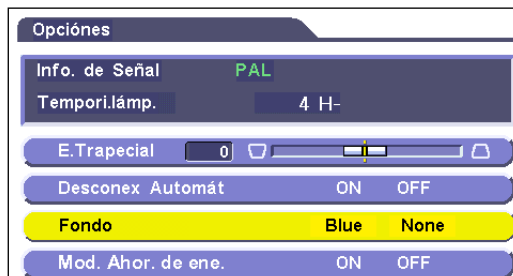 Opciónes
Info. de Señal PAL
Tempori.lámp. 4 H-
E.Trapecial 0
Desconex Automát ON OFF
Fondo Blue None
Mod. Ahor. de ene. ON OFF